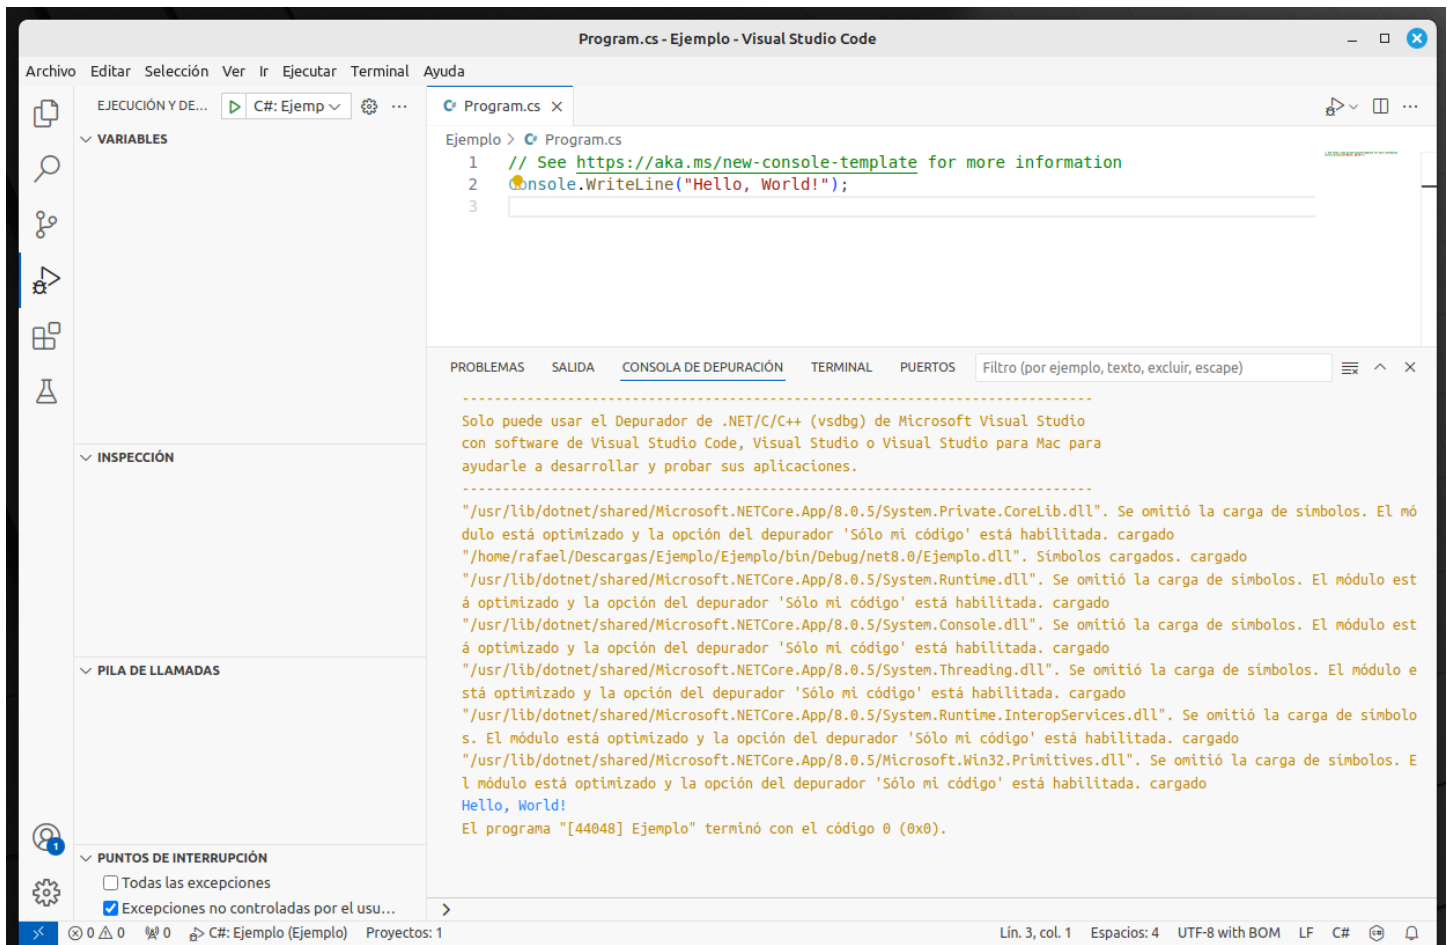 Program.cs - Ejemplo - Visual Studio Code
Archivo Editar Selección Ver Ir Ejecutar Terminal Ayuda
EJECUCIÓN Y DE... C#: Ejemp
VARIABLES
INSPECCIÓN
PILA DE LLAMADAS
1
PUNTOS DE INTERRUPCIÓN
Todas las excepciones
Excepciones no controladas por el usu...
Program.cs
Ejemplo > Program.cs
1 // See https://aka.ms/new-console-template for more information
2 Console.WriteLine("Hello, World!");
3
PROBLEMAS SALIDA CONSOLA DE DEPURACIÓN TERMINAL PUERTOS Filtro (por ejemplo, texto, excluir, escape)
------------------------------------------------------------------------------
Solo puede usar el Depurador de .NET/C/C++ (vsdbg) de Microsoft Visual Studio
con software de Visual Studio Code, Visual Studio o Visual Studio para Mac para
ayudarle a desarrollar y probar sus aplicaciones.
------------------------------------------------------------------------------
"/usr/lib/dotnet/shared/Microsoft.NETCore.App/8.0.5/System.Private.CoreLib.dll". Se omitió la carga de símbolos. El mó
dulo está optimizado y la opción del depurador 'Sólo mi código' está habilitada. cargado
"/home/rafael/Descargas/Ejemplo/Ejemplo/bin/Debug/net8.0/Ejemplo.dll". Símbolos cargados. cargado
"/usr/lib/dotnet/shared/Microsoft.NETCore.App/8.0.5/System.Runtime.dll". Se omitió la carga de símbolos. El módulo est
á optimizado y la opción del depurador 'Sólo mi código' está habilitada. cargado
"/usr/lib/dotnet/shared/Microsoft.NETCore.App/8.0.5/System.Console.dll". Se omitió la carga de símbolos. El módulo est
á optimizado y la opción del depurador 'Sólo mi código' está habilitada. cargado
"/usr/lib/dotnet/shared/Microsoft.NETCore.App/8.0.5/System.Threading.dll". Se omitió la carga de símbolos. El módulo e
stá optimizado y la opción del depurador 'Sólo mi código' está habilitada. cargado
"/usr/lib/dotnet/shared/Microsoft.NETCore.App/8.0.5/System.Runtime.InteropServices.dll". Se omitió la carga de símbolo
s. El módulo está optimizado y la opción del depurador 'Sólo mi código' está habilitada. cargado
"/usr/lib/dotnet/shared/Microsoft.NETCore.App/8.0.5/Microsoft.Win32.Primitives.dll". Se omitió la carga de símbolos. E
l módulo está optimizado y la opción del depurador 'Sólo mi código' está habilitada. cargado
Hello, World!
El programa "[44048] Ejemplo" terminó con el código 0 (0x0).
>
0 0 0 C#: Ejemplo (Ejemplo) Proyectos: 1 Lín. 3, col. 1 Espacios: 4 UTF-8 with BOM LF C#